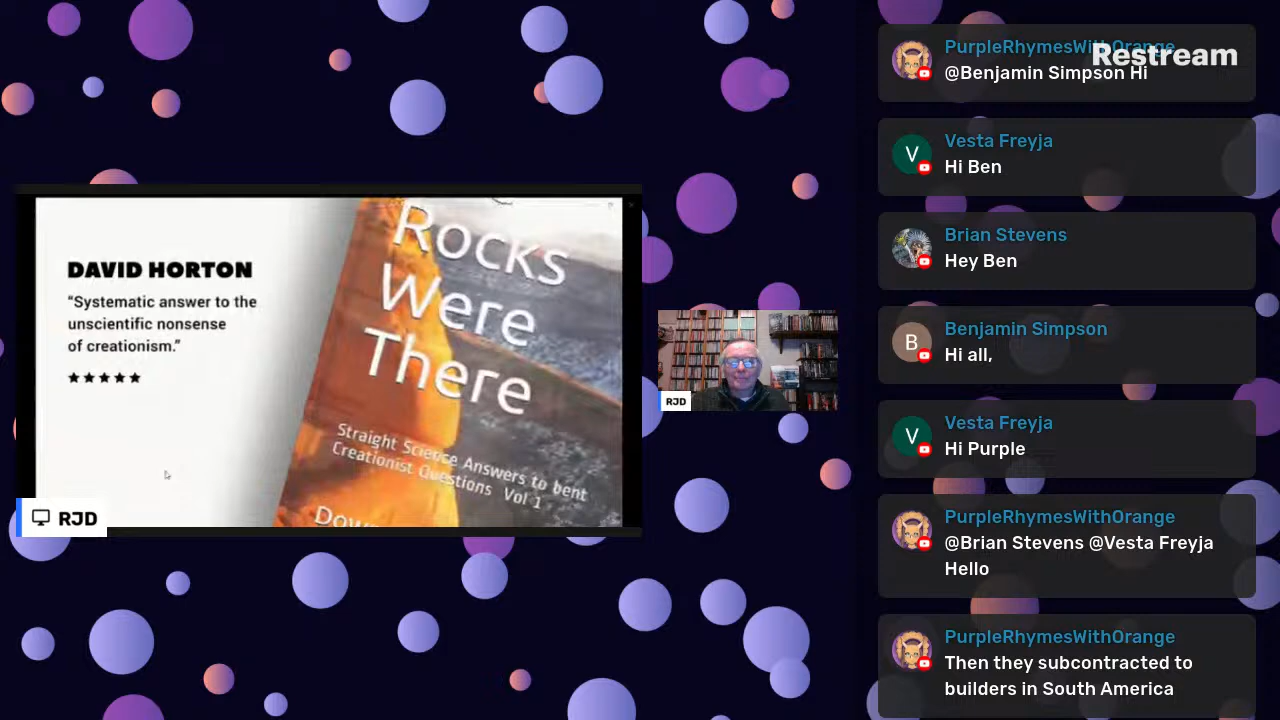 DAVID HORTON
"Systematic answer to the
unscientific nonsense
of creationism."
Rocks
Were
There
Straight Science Answers to bent
Creationist Questions Vol 1
RJD
RJD
Restream
PurpleRhymesWithOrange
@Benjamin Simpson Hi
V
Vesta Freyja
Hi Ben
Brian Stevens
Hey Ben
B
Benjamin Simpson
Hi all,
V
Vesta Freyja
Hi Purple
PurpleRhymesWithOrange
@Brian Stevens @Vesta Freyja
Hello
PurpleRhymesWithOrange
Then they subcontracted to
builders in South America